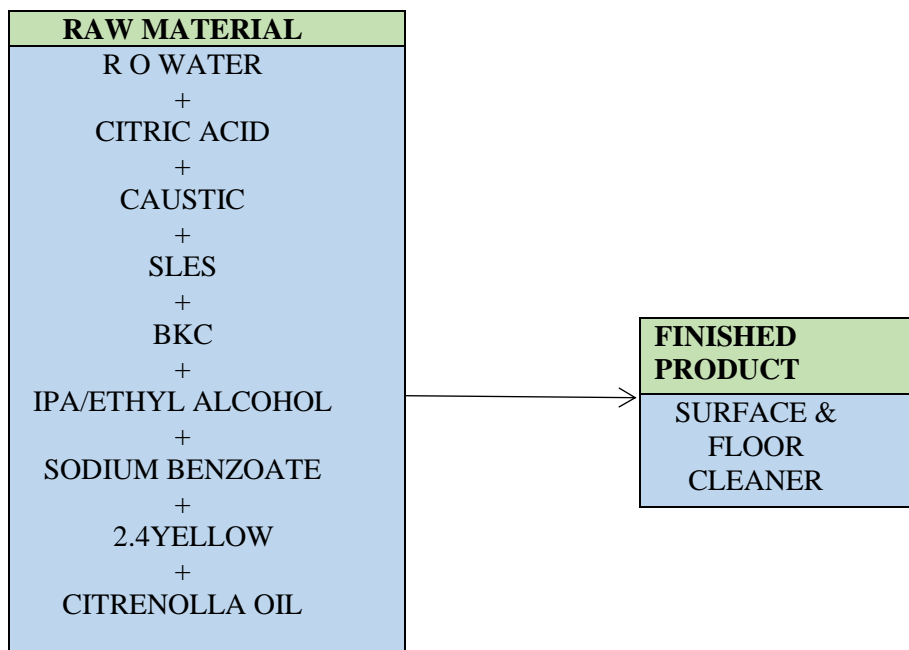 RAW MATERIAL
R O WATER
+
CITRIC ACID
+
CAUSTIC
+
SLES
+
BKC
+
IPA/ETHYL ALCOHOL
+
SODIUM BENZOATE
+
2.4YELLOW
+
CITRENOLLA OIL
FINISHED
PRODUCT
SURFACE &
FLOOR
CLEANER